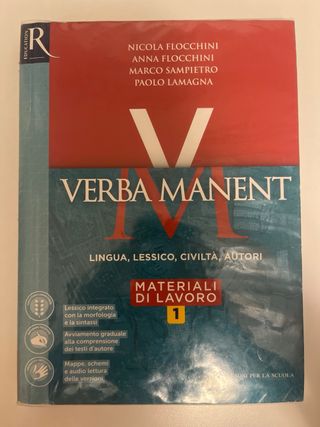 EDUCATION
R
NICOLA FLOCCHINI
ANNA FLOCCHINI
MARCO SAMPIETRO
PAOLO LAMAGNA
VM
VERBA MANENT
LINGUA, LESSICO, CIVILTÀ, AUTORI
MATERIALI
DI LAVORO
1
Lessico integrato
con la morfologia
e la sintassi
Avviamento graduale
alla comprensione
dei testi d'autore
Mappe, schemi
e audio lettura
delle versioni
PER LA SCUOLA